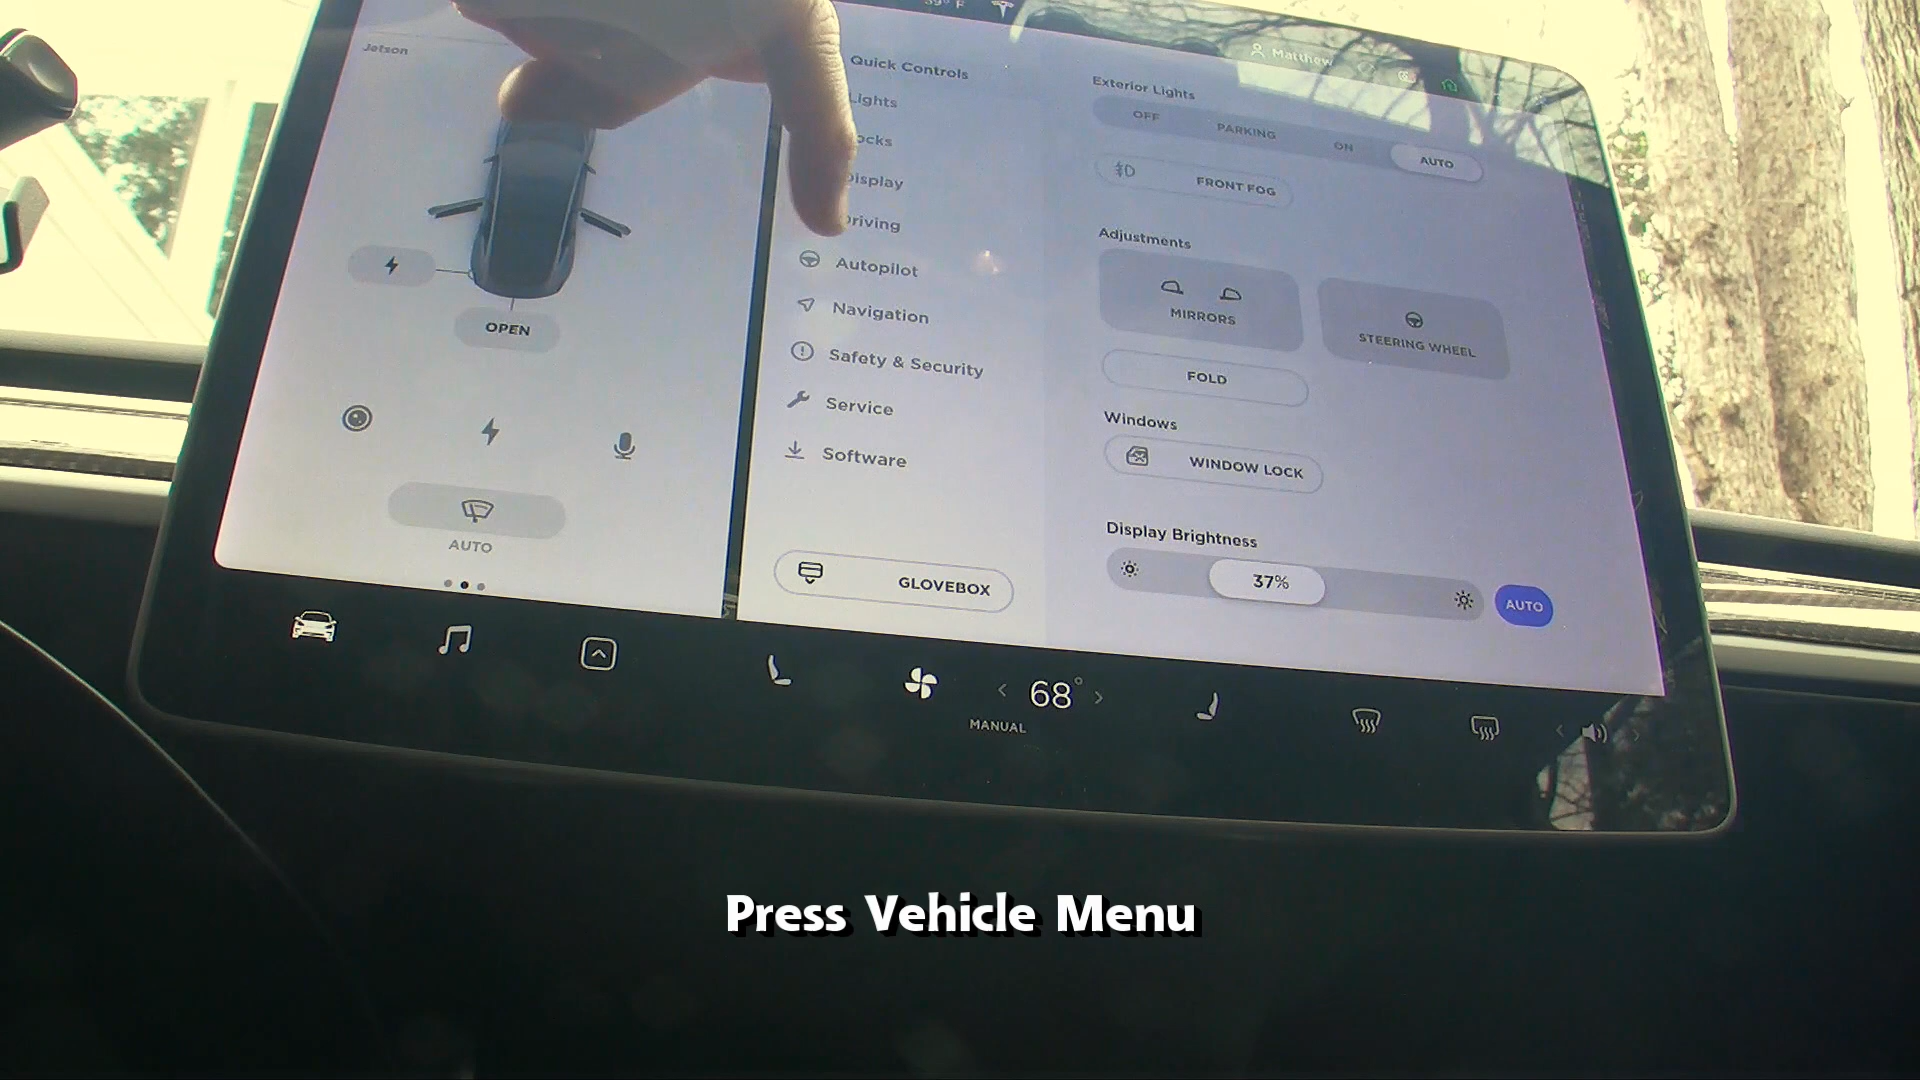 Jetson
Quick Controls
Lights
ocks
Display
Driving
Autopilot
Navigation
Safety & Security
Service
Software
GLOVEBOX
OPEN
AUTO
Matthew
Exterior Lights
OFF
PARKING
ON
AUTO
FRONT FOG
Adjustments
MIRRORS
STEERING WHEEL
FOLD
Windows
WINDOW LOCK
Display Brightness
37%
AUTO
68°
MANUAL
Press Vehicle Menu